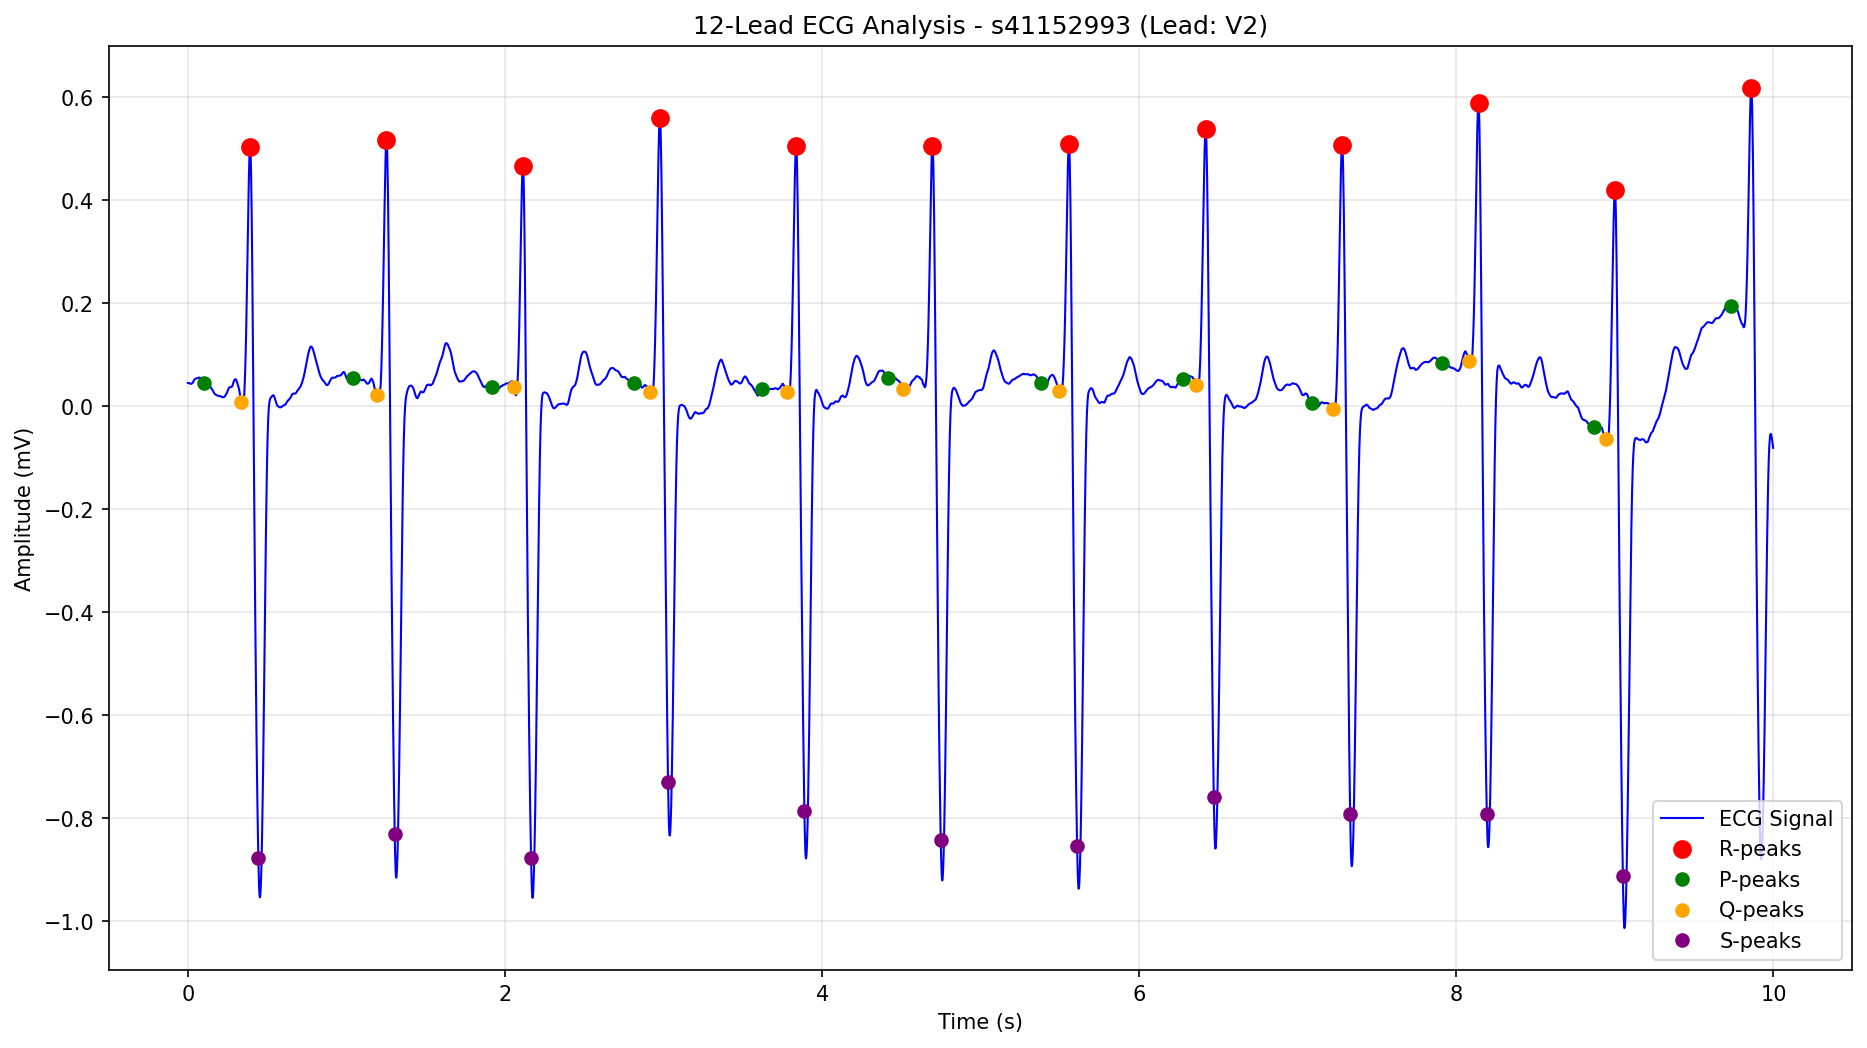 12-Lead ECG Analysis - s41152993 (Lead: V2)
Amplitude (mV)
0.6
0.4
0.2
0.0
−0.2
−0.4
−0.6
−0.8
−1.0
0 2 4 6 8 10
Time (s)
ECG Signal
R-peaks
P-peaks
Q-peaks
S-peaks